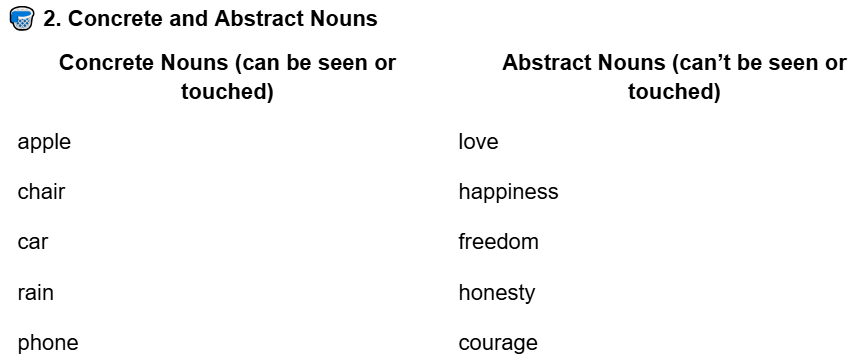 2. Concrete and Abstract Nouns
Concrete Nouns (can be seen or touched) Abstract Nouns (can’t be seen or touched)
apple love
chair happiness
car freedom
rain honesty
phone courage